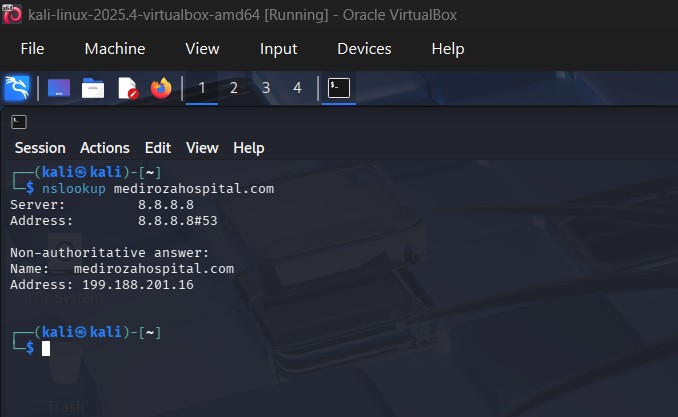 kali-linux-2025.4-virtualbox-amd64 [Running] - Oracle VirtualBox
File Machine View Input Devices Help
1 2 3 4
Session Actions Edit View Help
┌──(kali㉿kali)-[~]
└─$ nslookup medirozahospital.com
Server: 8.8.8.8
Address: 8.8.8.8#53
Non-authoritative answer:
Name: medirozahospital.com
Address: 199.188.201.16
┌──(kali㉿kali)-[~]
└─$
Trash